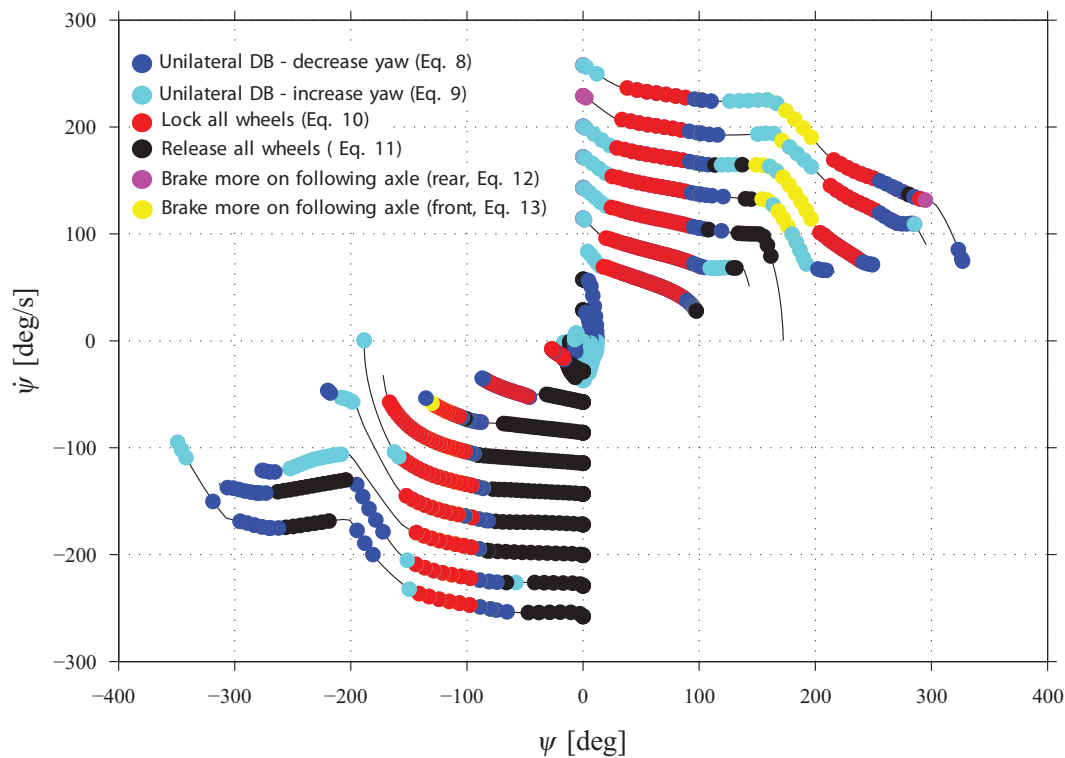 300
200
100
0
−100
−200
−300
ψ̇ [deg/s]
Unilateral DB - decrease yaw (Eq. 8)
Unilateral DB - increase yaw (Eq. 9)
Lock all wheels (Eq. 10)
Release all wheels ( Eq. 11)
Brake more on following axle (rear, Eq. 12)
Brake more on following axle (front, Eq. 13)
−400 −300 −200 −100 0 100 200 300 400
ψ [deg]